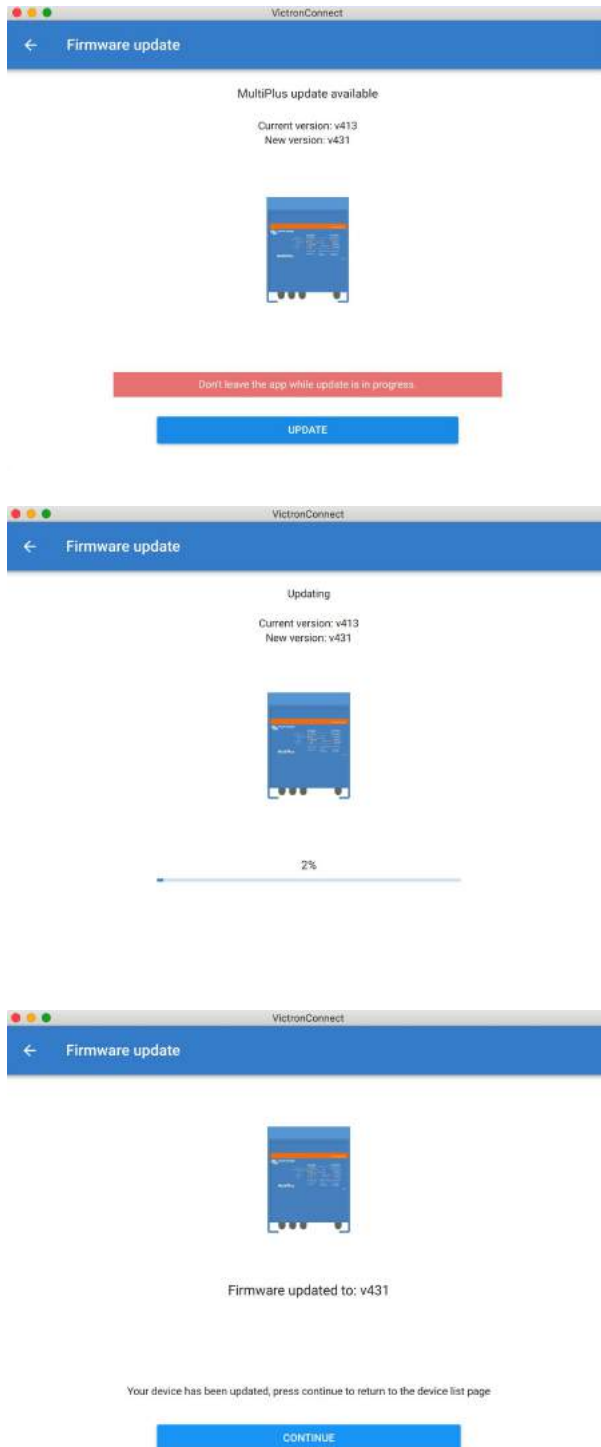 VictronConnect
Firmware update
MultiPlus update available
Current version: v413
New version: v431
Don't leave the app while update is in progress.
UPDATE
VictronConnect
Firmware update
Updating
Current version: v413
New version: v431
2%
VictronConnect
Firmware update
Firmware updated to: v431
Your device has been updated, press continue to return to the device list page
CONTINUE